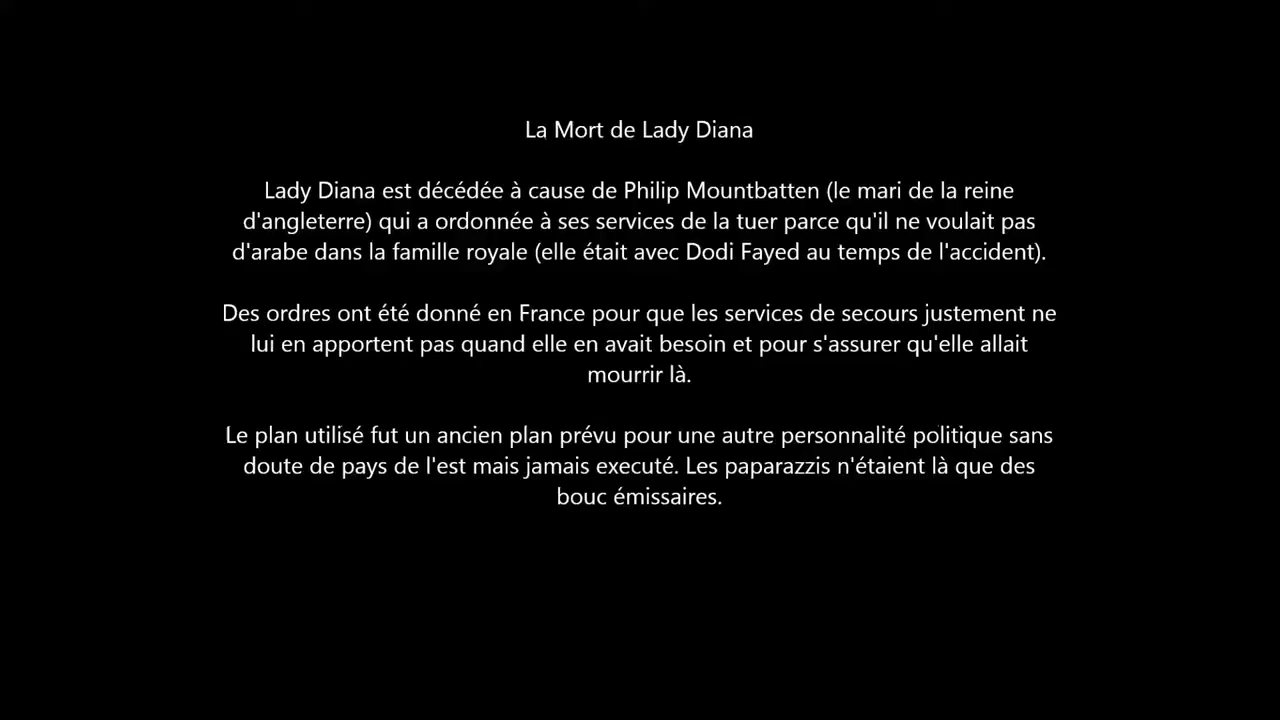 La Mort de Lady Diana
Lady Diana est décédée à cause de Philip Mountbatten (le mari de la reine
d'angleterre) qui a ordonnée à ses services de la tuer parce qu'il ne voulait pas
d'arabe dans la famille royale (elle était avec Dodi Fayed au temps de l'accident).
Des ordres ont été donné en France pour que les services de secours justement ne
lui en apportent pas quand elle en avait besoin et pour s'assurer qu'elle allait
mourrir là.
Le plan utilisé fut un ancien plan prévu pour une autre personnalité politique sans
doute de pays de l'est mais jamais executé. Les paparazzis n'étaient là que des
bouc émissaires.